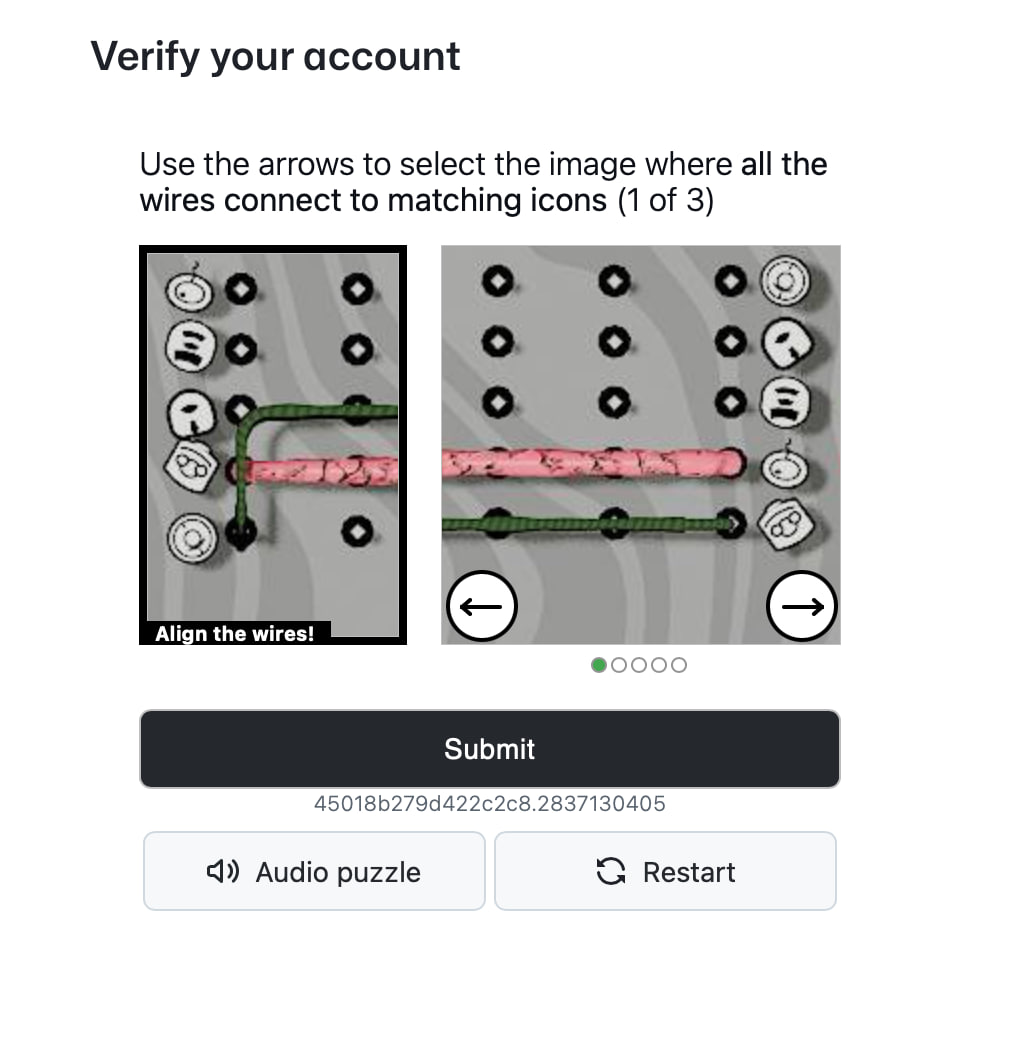 Verify your account
Use the arrows to select the image where all the
wires connect to matching icons (1 of 3)
Align the wires!
Submit
45018b279d422c2c8.2837130405
Audio puzzle
Restart